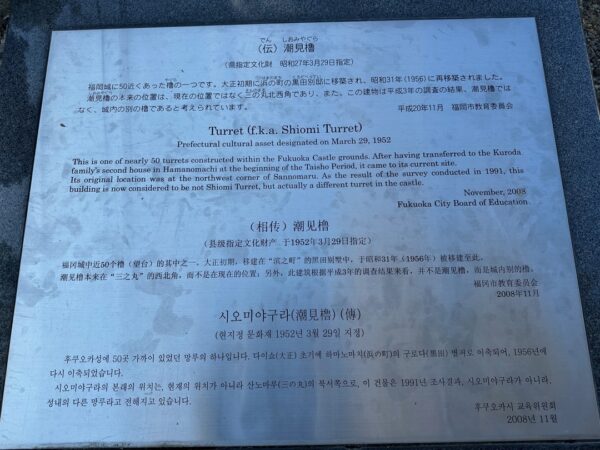 でん しおみやぐら
(伝)潮見櫓
(県指定文化財 昭和27年3月29日指定)
福岡城に50近くあった櫓の一つです。大正初期に浜の町の黒田別邸に移築され、昭和31年(1956)に再移築されました。
潮見櫓の本来の位置は、現在の位置ではなく三の丸北西角であり、また、この建物は平成3年の調査の結果、潮見櫓では
なく、城内の別の櫓であると考えられています。
平成20年11月 福岡市教育委員会
Turret (f.k.a. Shiomi Turret)
Prefectural cultural asset designated on March 29, 1952
This is one of nearly 50 turrets constructed within the Fukuoka Castle grounds. After having transferred to the Kuroda
family's second house in Hamanomachi at the beginning of the Taisho Period, it came to its current site.
Its original location was at the northwest corner of Sannomaru. As the result of the survey conducted in 1991, this
building is now considered to be not Shiomi Turret, but actually a different turret in the castle.
November, 2008
Fukuoka City Board of Education
(相传)潮见橹
(县级指定文化财产 于1952年3月29日指定)
福冈城中近50个橹(望台)的其中之一。大正初期,移建在“滨之町”的黑田别墅中,于昭和31年(1956年)被移建至此。
潮见橹本来在“三之丸”的西北角,而不是在现在的位置;另外,此建筑根据平成3年的调查结果来看,并不是潮见橹,而是城内别的橹。
福冈市教育委员会
2008年11月
시오미야구라(潮見櫓)(傳)
(현지정 문화재 1952년 3월 29일 지정)
후쿠오카성에 50곳 가까이 있었던 망루의 하나입니다. 다이쇼(大正) 초기에 하마노마치(浜の町)의 구로다(黒田) 별저로 이축되어, 1956년에
다시 이축되었습니다.
시오미야구라의 본래의 위치는, 현재의 위치가 아니라 산노마루(三の丸)의 북서쪽으로, 이 건물은 1991년 조사결과, 시오미야구라가 아니라,
성내의 다른 망루라고 전해지고 있습니다.
후쿠오카시 교육위원회
2008년 11월